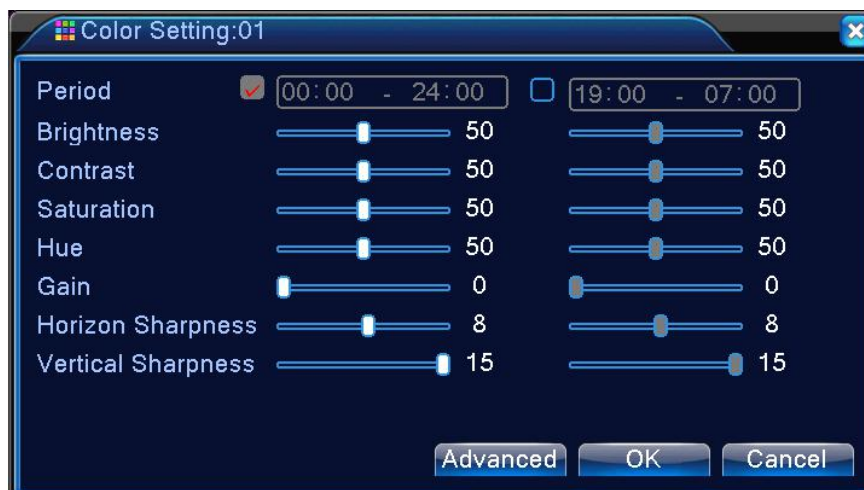 Color Setting:01
Period 00:00 - 24:00 19:00 - 07:00
Brightness 50 50
Contrast 50 50
Saturation 50 50
Hue 50 50
Gain 0 0
Horizon Sharpness 8 8
Vertical Sharpness 15 15
Advanced OK Cancel